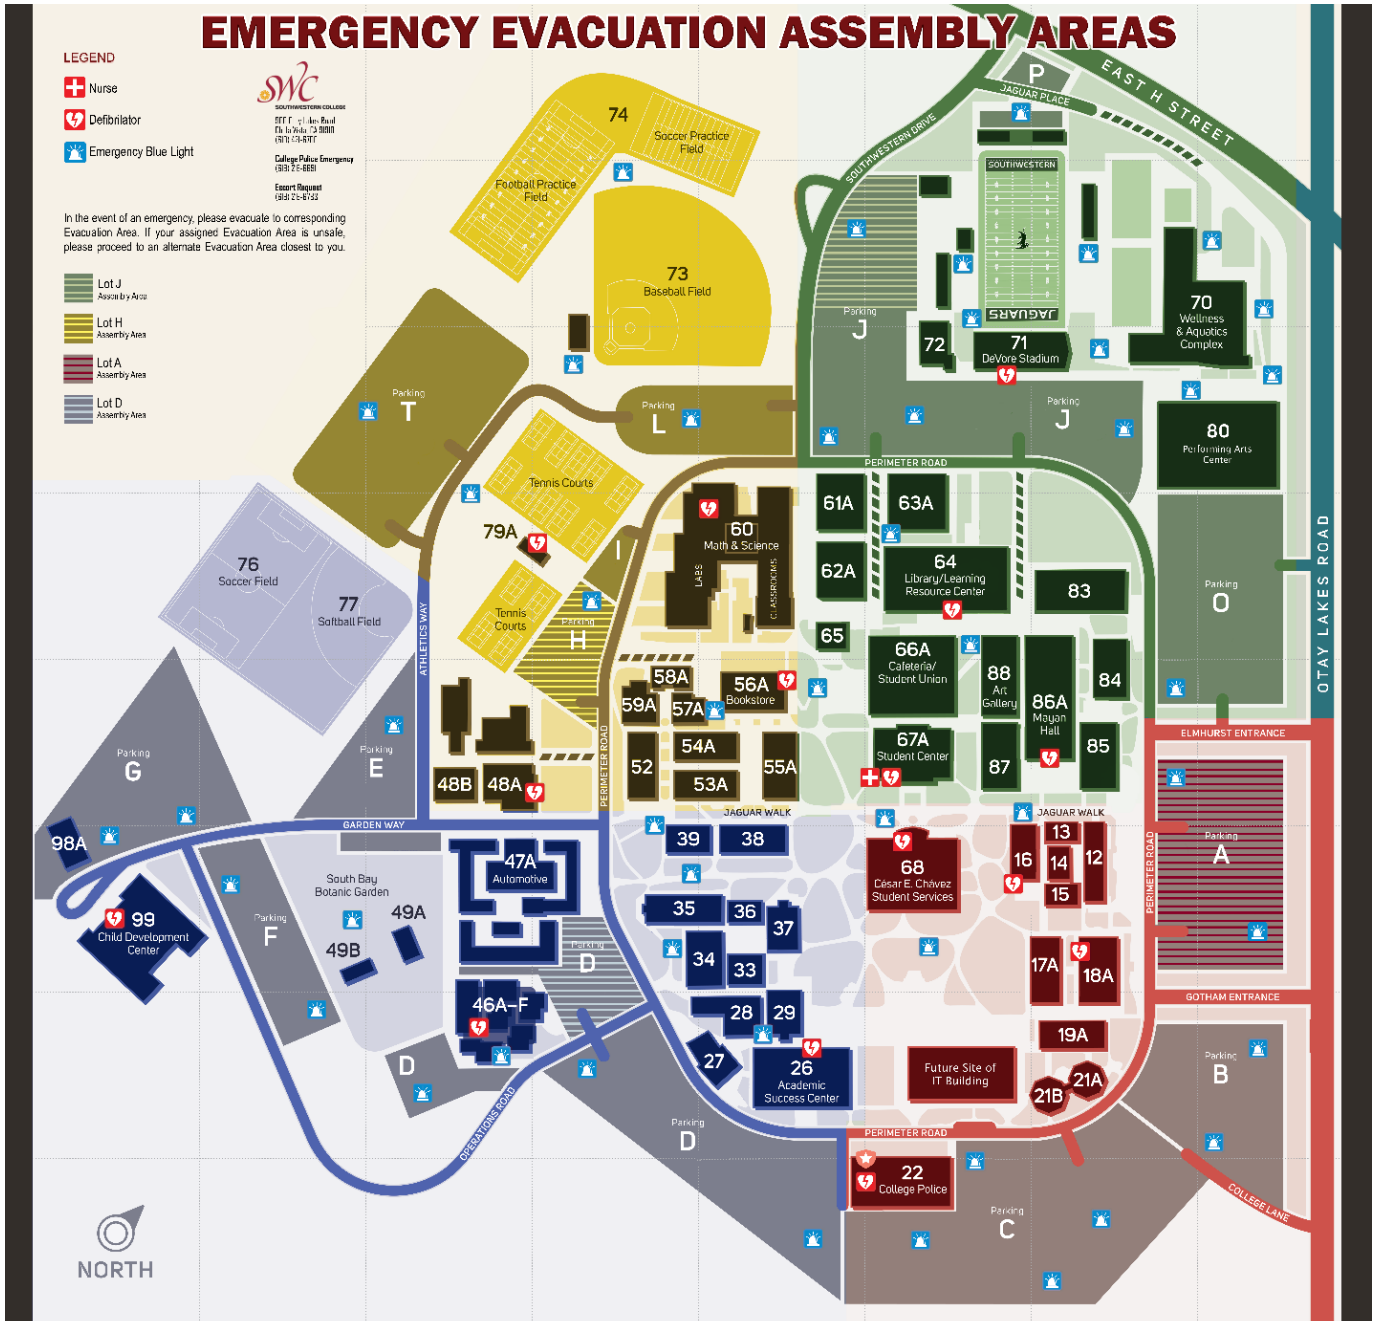 EMERGENCY EVACUATION ASSEMBLY AREAS
LEGEND
Nurse
Defibrilator
Emergency Blue Light
SWC
SOUTHWESTERN COLLEGE
College Police Emergency
Escort Request
In the event of an emergency, please evacuate to corresponding
Evacuation Area. If your assigned Evacuation Area is unsafe,
please proceed to an alternate Evacuation Area closest to you.
Lot J
Assembly Area
Lot H
Assembly Area
Lot A
Assembly Area
Lot D
Assembly Area
P
JAGUAR PLACE
EAST H STREET
SOUTHWESTERN DRIVE
74
Soccer Practice
Field
Football Practice
Field
73
Baseball Field
SOUTHWESTERN
JAGUARS
Parking
J
72
71
DeVore Stadium
70
Wellness
& Aquatics
Complex
Parking
T
Parking
L
Parking
J
80
Performing Arts
Center
PERIMETER ROAD
Tennis Courts
79A
I
Tennis
Courts
Parking
H
60
Math & Science
LABS
CLASSROOMS
61A
63A
62A
64
Library/Learning
Resource Center
83
65
Parking
O
OTAY LAKES ROAD
76
Soccer Field
77
Softball Field
ATHLETICS WAY
58A
59A
57A
56A
Bookstore
66A
Cafeteria/
Student Union
88
Art
Gallery
86A
Mayan
Hall
84
Parking
G
Parking
E
48B
48A
PERIMETER ROAD
52
54A
53A
55A
67A
Student Center
87
85
ELMHURST ENTRANCE
JAGUAR WALK
JAGUAR WALK
GARDEN WAY
98A
99
Child Development
Center
Parking
F
South Bay
Botanic Garden
49A
49B
47A
Automotive
Parking
D
46A–F
D
OPERATIONS ROAD
39
38
35
36
37
34
33
28
29
27
26
Academic
Success Center
68
César E. Chávez
Student Services
16
13
14
12
15
17A
18A
19A
Future Site of
IT Building
21B
21A
PERIMETER ROAD
Parking
A
GOTHAM ENTRANCE
Parking
B
Parking
D
PERIMETER ROAD
22
College Police
Parking
C
COLLEGE LANE
NORTH